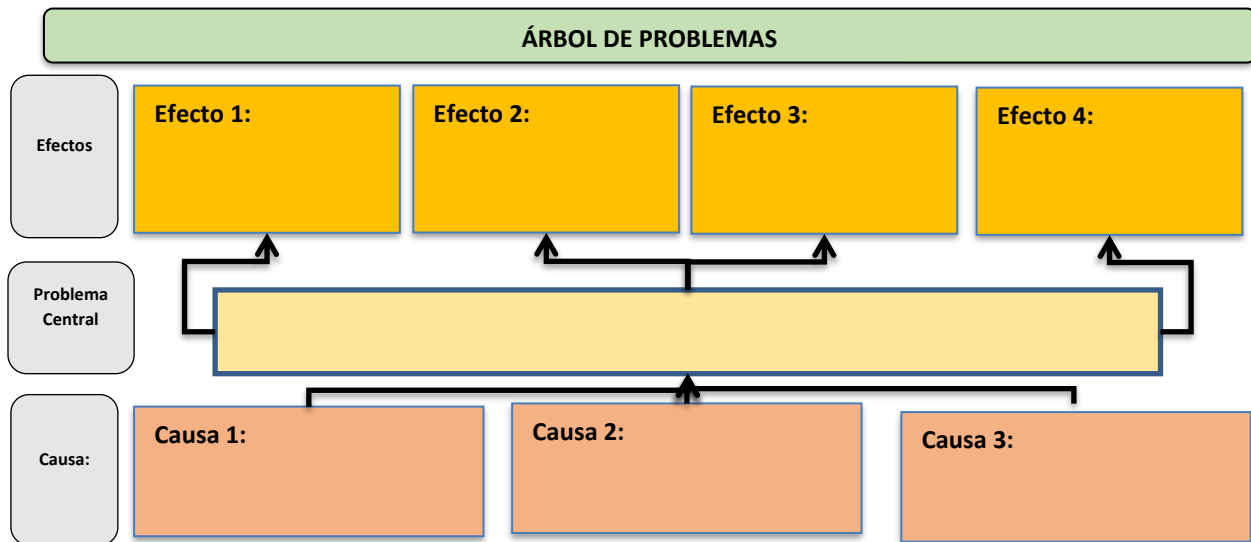 ÁRBOL DE PROBLEMAS
Efectos
Efecto 1:
Efecto 2:
Efecto 3:
Efecto 4:
Problema
Central
Causa:
Causa 1:
Causa 2:
Causa 3: